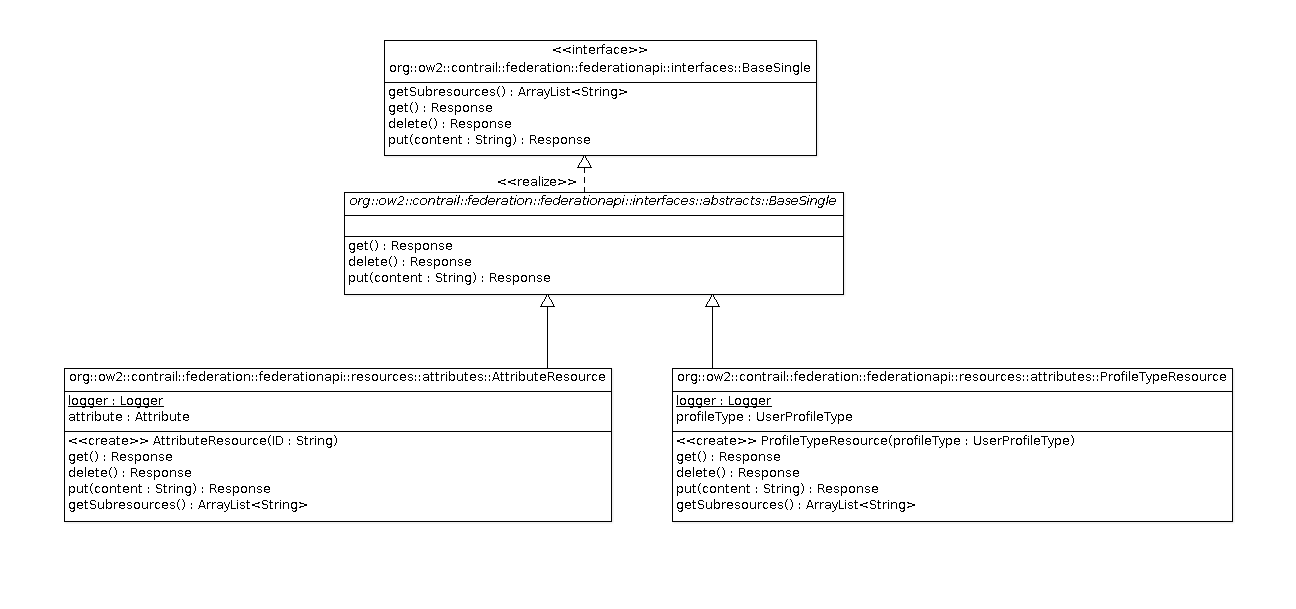 <<interface>>
org::ow2::contrail::federation::federationapi::interfaces::BaseSingle
getSubresources() : ArrayList<String>
get() : Response
delete() : Response
put(content : String) : Response
<<realize>>
org::ow2::contrail::federation::federationapi::interfaces::abstracts::BaseSingle
get() : Response
delete() : Response
put(content : String) : Response
org::ow2::contrail::federation::federationapi::resources::attributes::AttributeResource
logger : Logger
attribute : Attribute
<<create>> AttributeResource(ID : String)
get() : Response
delete() : Response
put(content : String) : Response
getSubresources() : ArrayList<String>
org::ow2::contrail::federation::federationapi::resources::attributes::ProfileTypeResource
logger : Logger
profileType : UserProfileType
<<create>> ProfileTypeResource(profileType : UserProfileType)
get() : Response
delete() : Response
put(content : String) : Response
getSubresources() : ArrayList<String>